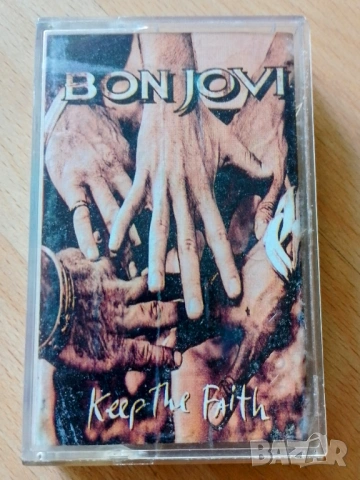 BON JOVI
Keep The Faith
BAZAR